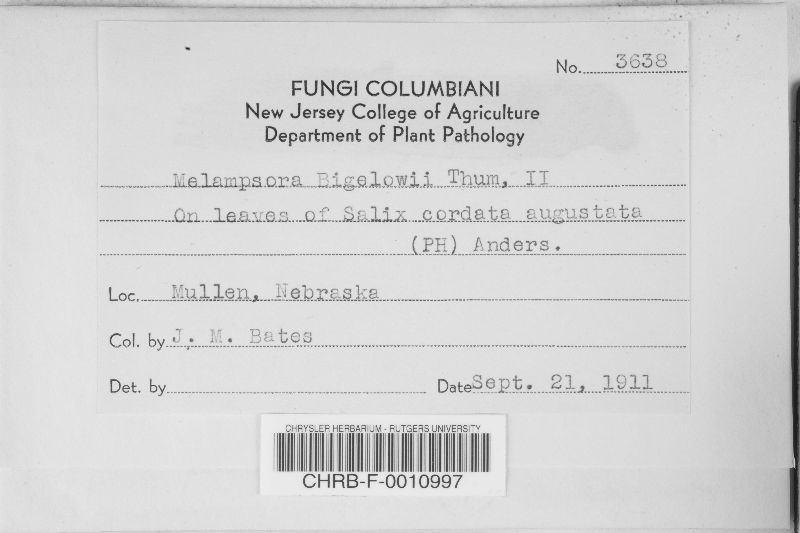 No. 3638
FUNGI COLUMBIANI
New Jersey College of Agriculture
Department of Plant Pathology
Melampsora Bigelowii Thum, II
On leaves of Salix cordata augustata
(PH) Anders.
Loc. Mullen, Nebraska
Col. by J. M. Bates
Det. by
Date Sept. 21, 1911
CHRYSLER HERBARIUM - RUTGERS UNIVERSITY
CHRB-F-0010997